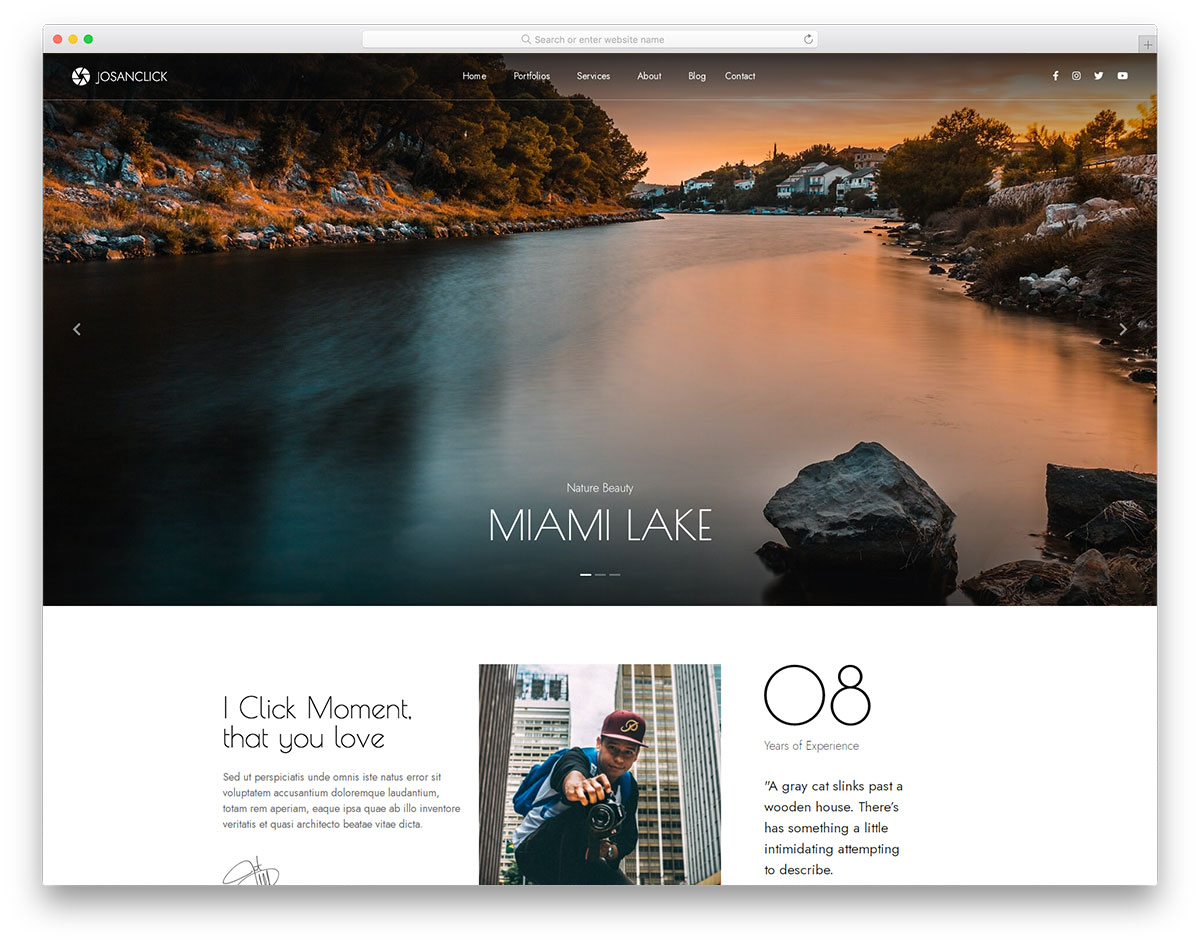 Search or enter website name
JOSANCLICK
Home Portfolios Services About Blog Contact
Nature Beauty
MIAMI LAKE
I Click Moment,
that you love
Sed ut perspiciatis unde omnis iste natus error sit
voluptatem accusantium doloremque laudantium,
totam rem aperiam, eaque ipsa quae ab illo inventore
veritatis et quasi architecto beatae vitae dicta.
08
Years of Experience
"A gray cat slinks past a
wooden house. There's
has something a little
intimidating attempting
to describe.